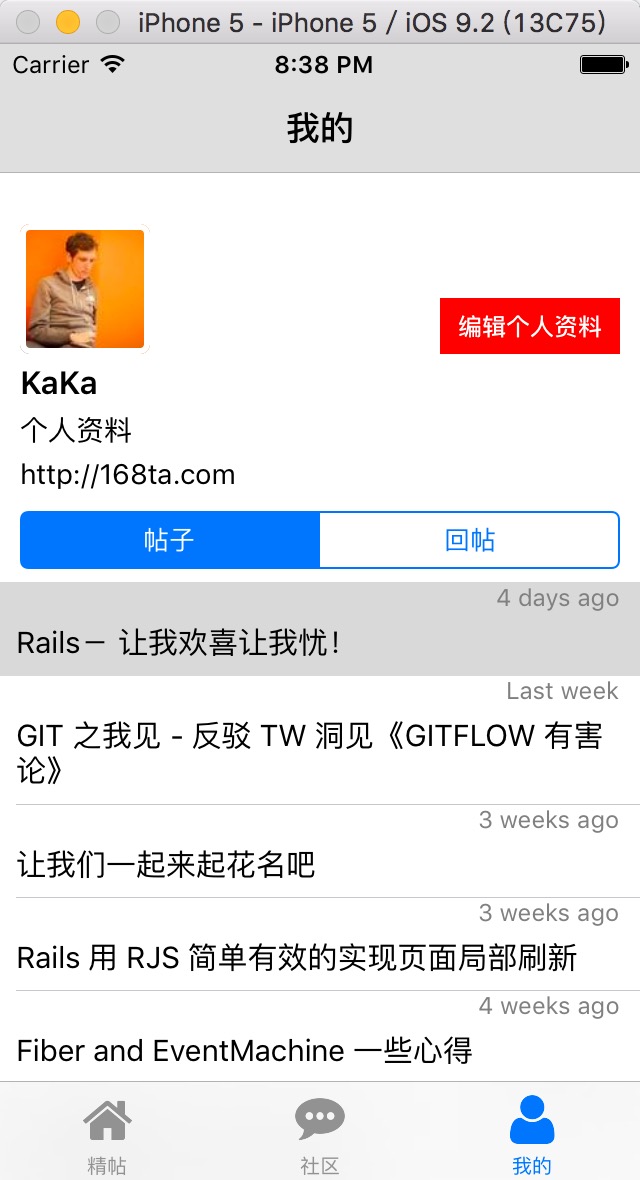 iPhone 5 - iPhone 5 / iOS 9.2 (13C75)
Carrier 8:38 PM
我的
编辑个人资料
KaKa
个人资料
http://168ta.com
帖子 回帖
4 days ago
Rails－ 让我欢喜让我忧！
Last week
GIT 之我见 - 反驳 TW 洞见《GITFLOW 有害
论》
3 weeks ago
让我们一起来起花名吧
3 weeks ago
Rails 用 RJS 简单有效的实现页面局部刷新
4 weeks ago
Fiber and EventMachine 一些心得
精帖 社区 我的